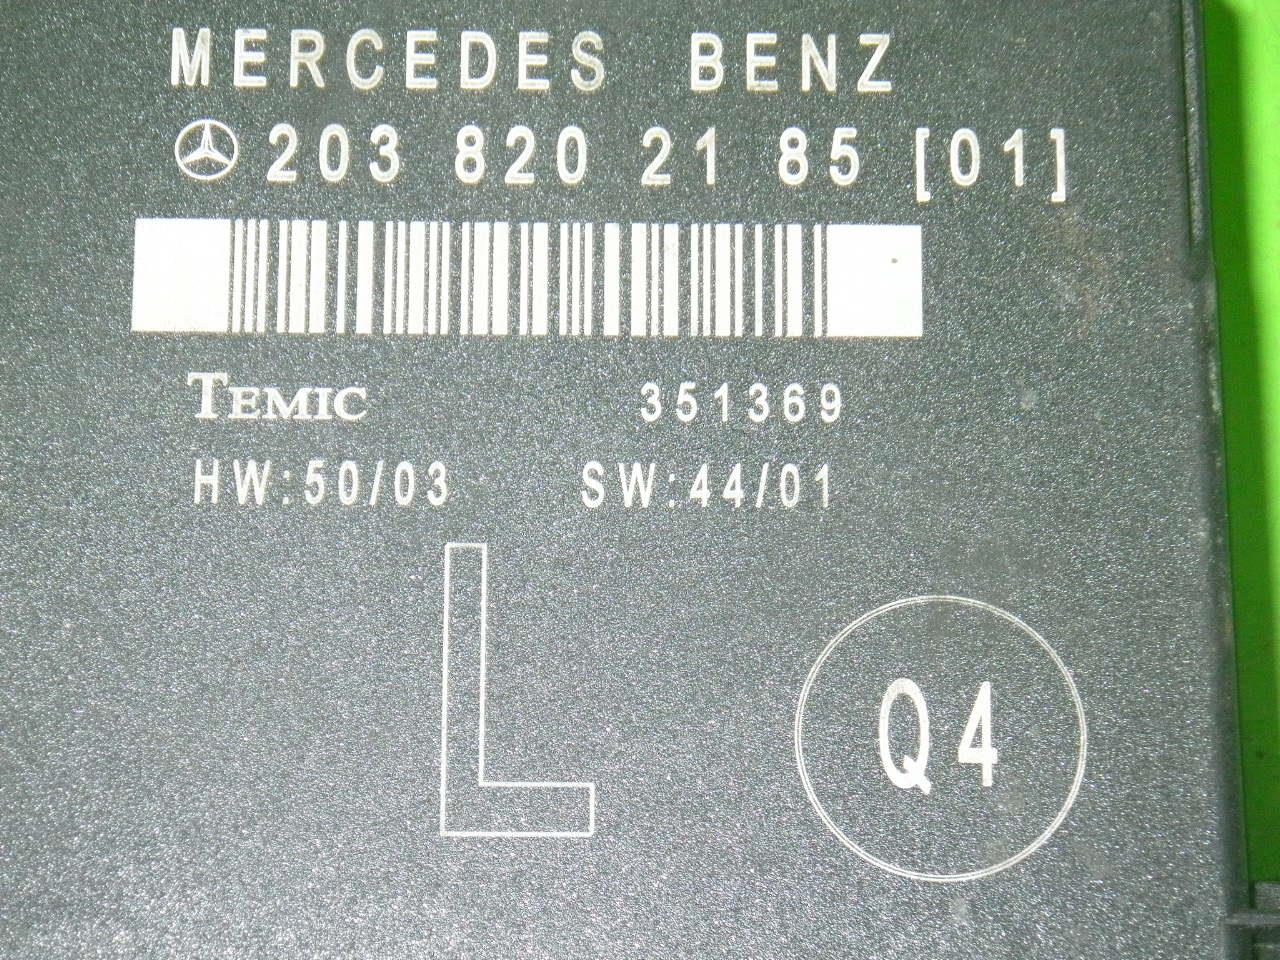 MERCEDES BENZ
203 820 21 85 [01]
TEMIC 351369
HW:50/03 SW:44/01
L
Q4